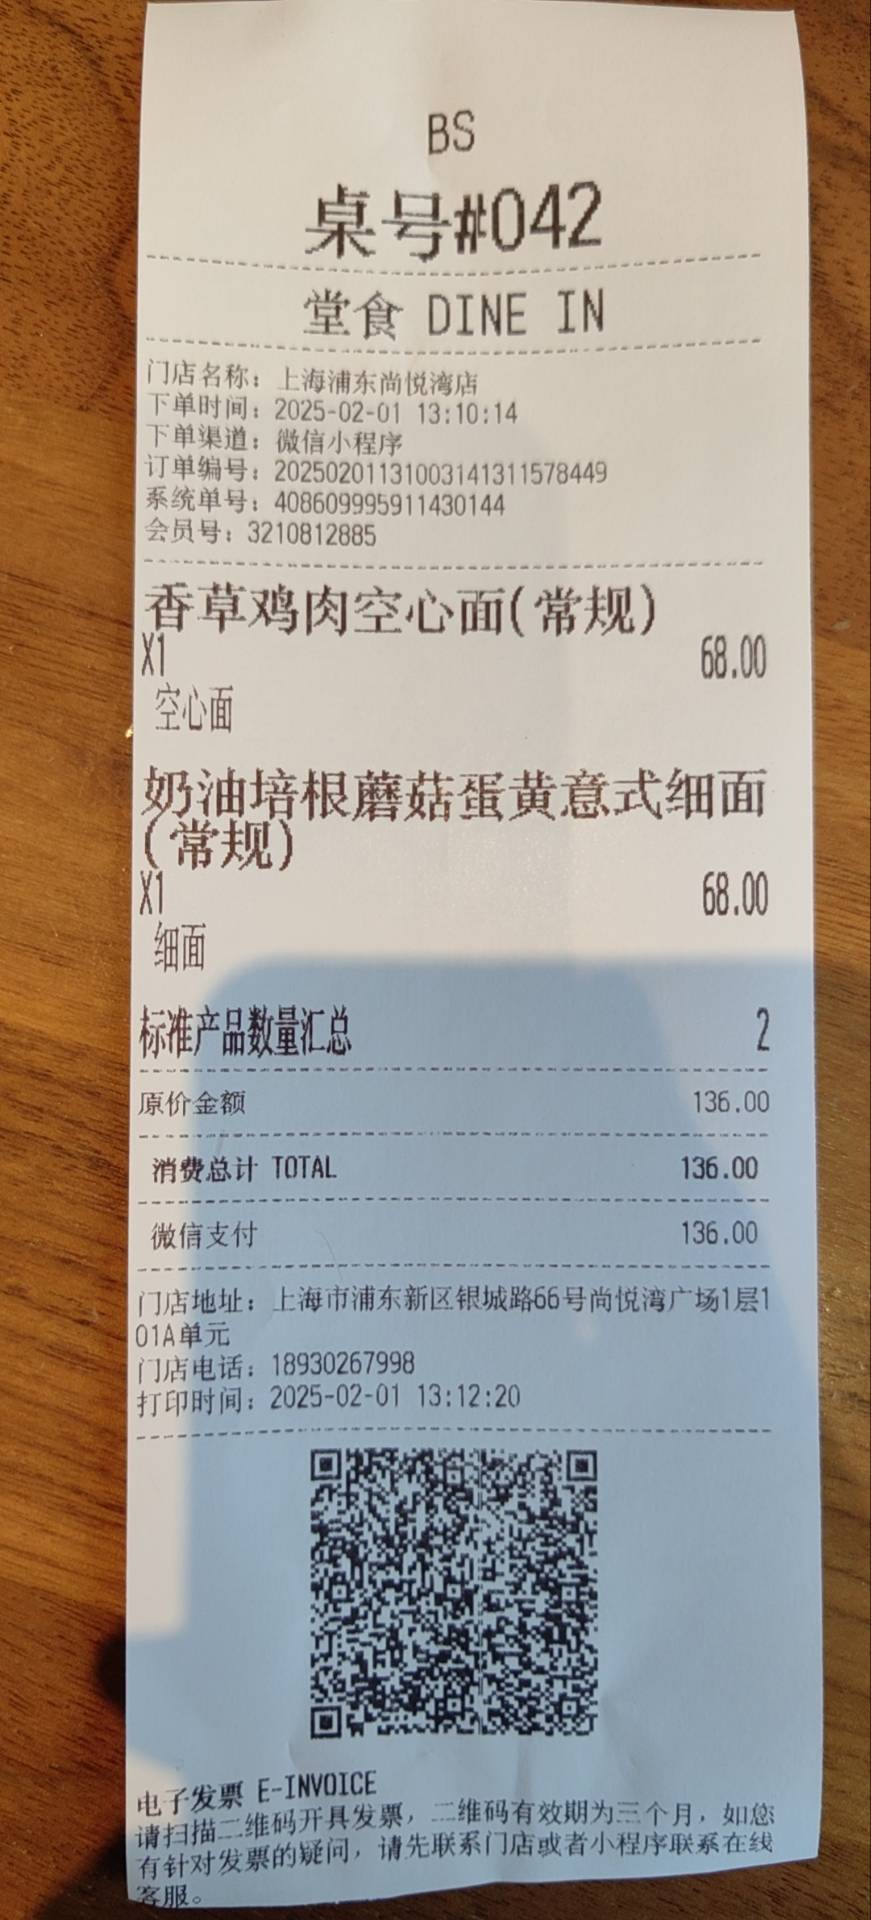 BS
桌号#042
堂食 DINE IN
门店名称：上海浦东尚悦湾店
下单时间：2025-02-01 13:10:14
下单渠道：微信小程序
订单编号：20250201131003141311578449
系统单号：408609995911430144
会员号：3210812885
香草鸡肉空心面(常规)
X1 68.00
空心面
奶油培根蘑菇蛋黄意式细面
(常规)
X1 68.00
细面
标准产品数量汇总 2
原价金额 136.00
消费总计 TOTAL 136.00
微信支付 136.00
门店地址：上海市浦东新区银城路66号尚悦湾广场1层1
01A单元
门店电话：18930267998
打印时间：2025-02-01 13:12:20
电子发票 E-INVOICE
请扫描二维码开具发票，二维码有效期为三个月，如您
有针对发票的疑问，请先联系门店或者小程序联系在线
客服。